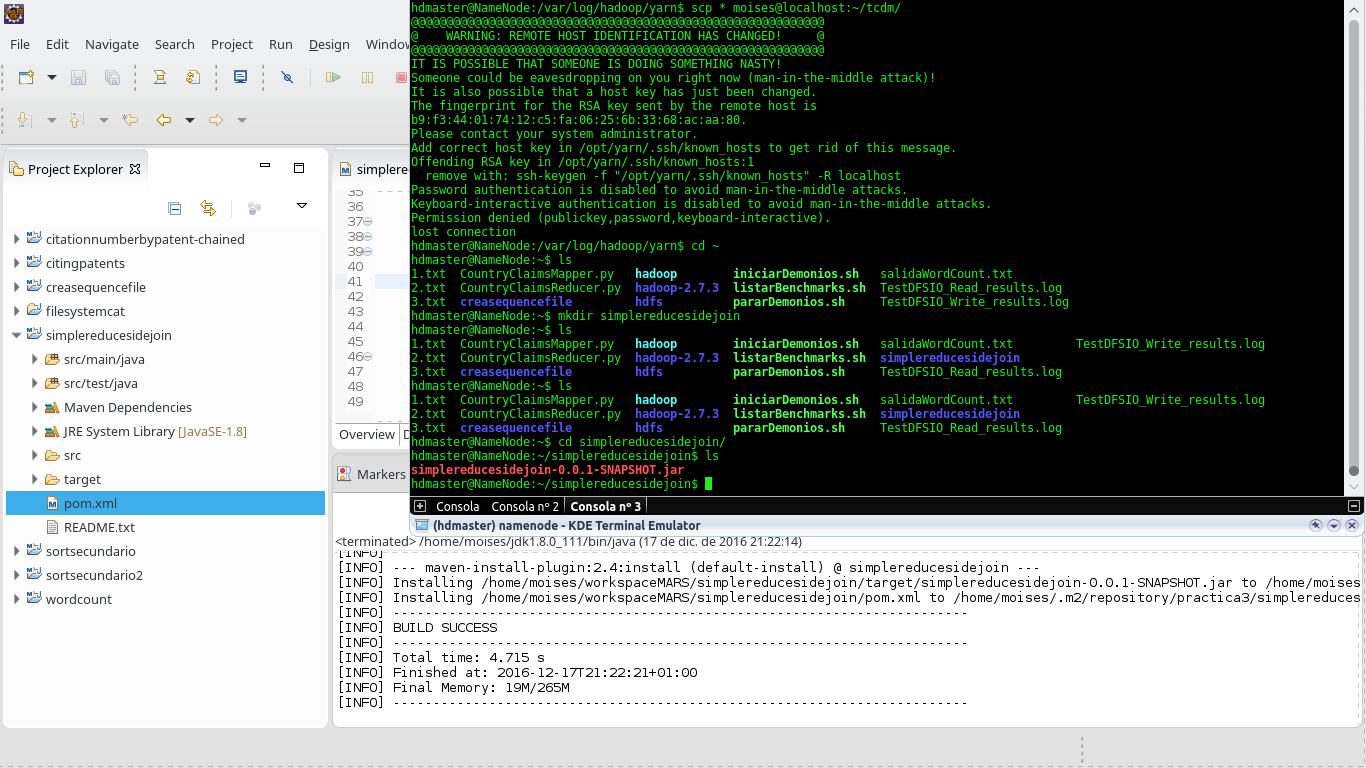 File Edit Navigate Search Project Run Design Window
Project Explorer
citationnumberbypatent-chained
citingpatents
creasequencefile
filesystemcat
simplereducesidejoin
src/main/java
src/test/java
Maven Dependencies
JRE System Library [JavaSE-1.8]
src
target
pom.xml
README.txt
sortsecundario
sortsecundario2
wordcount
simplere
35
36
37
38
39
40
41
42
43
44
45
46
47
48
49
Overview D
Markers
hdmaster@NameNode:/var/log/hadoop/yarn$ scp * moises@localhost:~/tcdm/
@@@@@@@@@@@@@@@@@@@@@@@@@@@@@@@@@@@@@@@@@@@@@@@@@@@@@@@@@@@
@    WARNING: REMOTE HOST IDENTIFICATION HAS CHANGED!     @
@@@@@@@@@@@@@@@@@@@@@@@@@@@@@@@@@@@@@@@@@@@@@@@@@@@@@@@@@@@
IT IS POSSIBLE THAT SOMEONE IS DOING SOMETHING NASTY!
Someone could be eavesdropping on you right now (man-in-the-middle attack)!
It is also possible that a host key has just been changed.
The fingerprint for the RSA key sent by the remote host is
b9:f3:44:01:74:12:c5:fa:06:25:6b:33:68:ac:aa:80.
Please contact your system administrator.
Add correct host key in /opt/yarn/.ssh/known_hosts to get rid of this message.
Offending RSA key in /opt/yarn/.ssh/known_hosts:1
  remove with: ssh-keygen -f "/opt/yarn/.ssh/known_hosts" -R localhost
Password authentication is disabled to avoid man-in-the-middle attacks.
Keyboard-interactive authentication is disabled to avoid man-in-the-middle attacks.
Permission denied (publickey,password,keyboard-interactive).
lost connection
hdmaster@NameNode:/var/log/hadoop/yarn$ cd ~
hdmaster@NameNode:~$ ls
1.txt  CountryClaimsMapper.py   hadoop        iniciarDemonios.sh   salidaWordCount.txt
2.txt  CountryClaimsReducer.py  hadoop-2.7.3  listarBenchmarks.sh  TestDFSIO_Read_results.log
3.txt  creasequencefile         hdfs          pararDemonios.sh     TestDFSIO_Write_results.log
hdmaster@NameNode:~$ mkdir simplereducesidejoin
hdmaster@NameNode:~$ ls
1.txt  CountryClaimsMapper.py   hadoop        iniciarDemonios.sh   salidaWordCount.txt         TestDFSIO_Write_results.log
2.txt  CountryClaimsReducer.py  hadoop-2.7.3  listarBenchmarks.sh  simplereducesidejoin
3.txt  creasequencefile         hdfs          pararDemonios.sh     TestDFSIO_Read_results.log
hdmaster@NameNode:~$ ls
1.txt  CountryClaimsMapper.py   hadoop        iniciarDemonios.sh   salidaWordCount.txt         TestDFSIO_Write_results.log
2.txt  CountryClaimsReducer.py  hadoop-2.7.3  listarBenchmarks.sh  simplereducesidejoin
3.txt  creasequencefile         hdfs          pararDemonios.sh     TestDFSIO_Read_results.log
hdmaster@NameNode:~$ cd simplereducesidejoin/
hdmaster@NameNode:~/simplereducesidejoin$ ls
simplereducesidejoin-0.0.1-SNAPSHOT.jar
hdmaster@NameNode:~/simplereducesidejoin$
Consola Consola nº 2 Consola nº 3
(hdmaster) namenode - KDE Terminal Emulator
<terminated> /home/moises/jdk1.8.0_111/bin/java (17 de dic. de 2016 21:22:14)
[INFO]
[INFO] --- maven-install-plugin:2.4:install (default-install) @ simplereducesidejoin ---
[INFO] Installing /home/moises/workspaceMARS/simplereducesidejoin/target/simplereducesidejoin-0.0.1-SNAPSHOT.jar to /home/moises
[INFO] Installing /home/moises/workspaceMARS/simplereducesidejoin/pom.xml to /home/moises/.m2/repository/practica3/simplereduces
[INFO] ------------------------------------------------------------------------
[INFO] BUILD SUCCESS
[INFO] ------------------------------------------------------------------------
[INFO] Total time: 4.715 s
[INFO] Finished at: 2016-12-17T21:22:21+01:00
[INFO] Final Memory: 19M/265M
[INFO] ------------------------------------------------------------------------